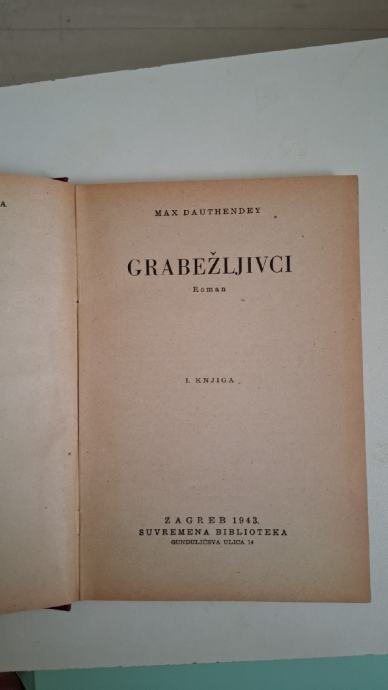 A
MAX DAUTHENDEY
GRABEŽLJIVCI
Roman
I. KNJIGA
ZAGREB 1943.
SUVREMENA BIBLIOTEKA
GUNDULIĆEVA ULICA 14